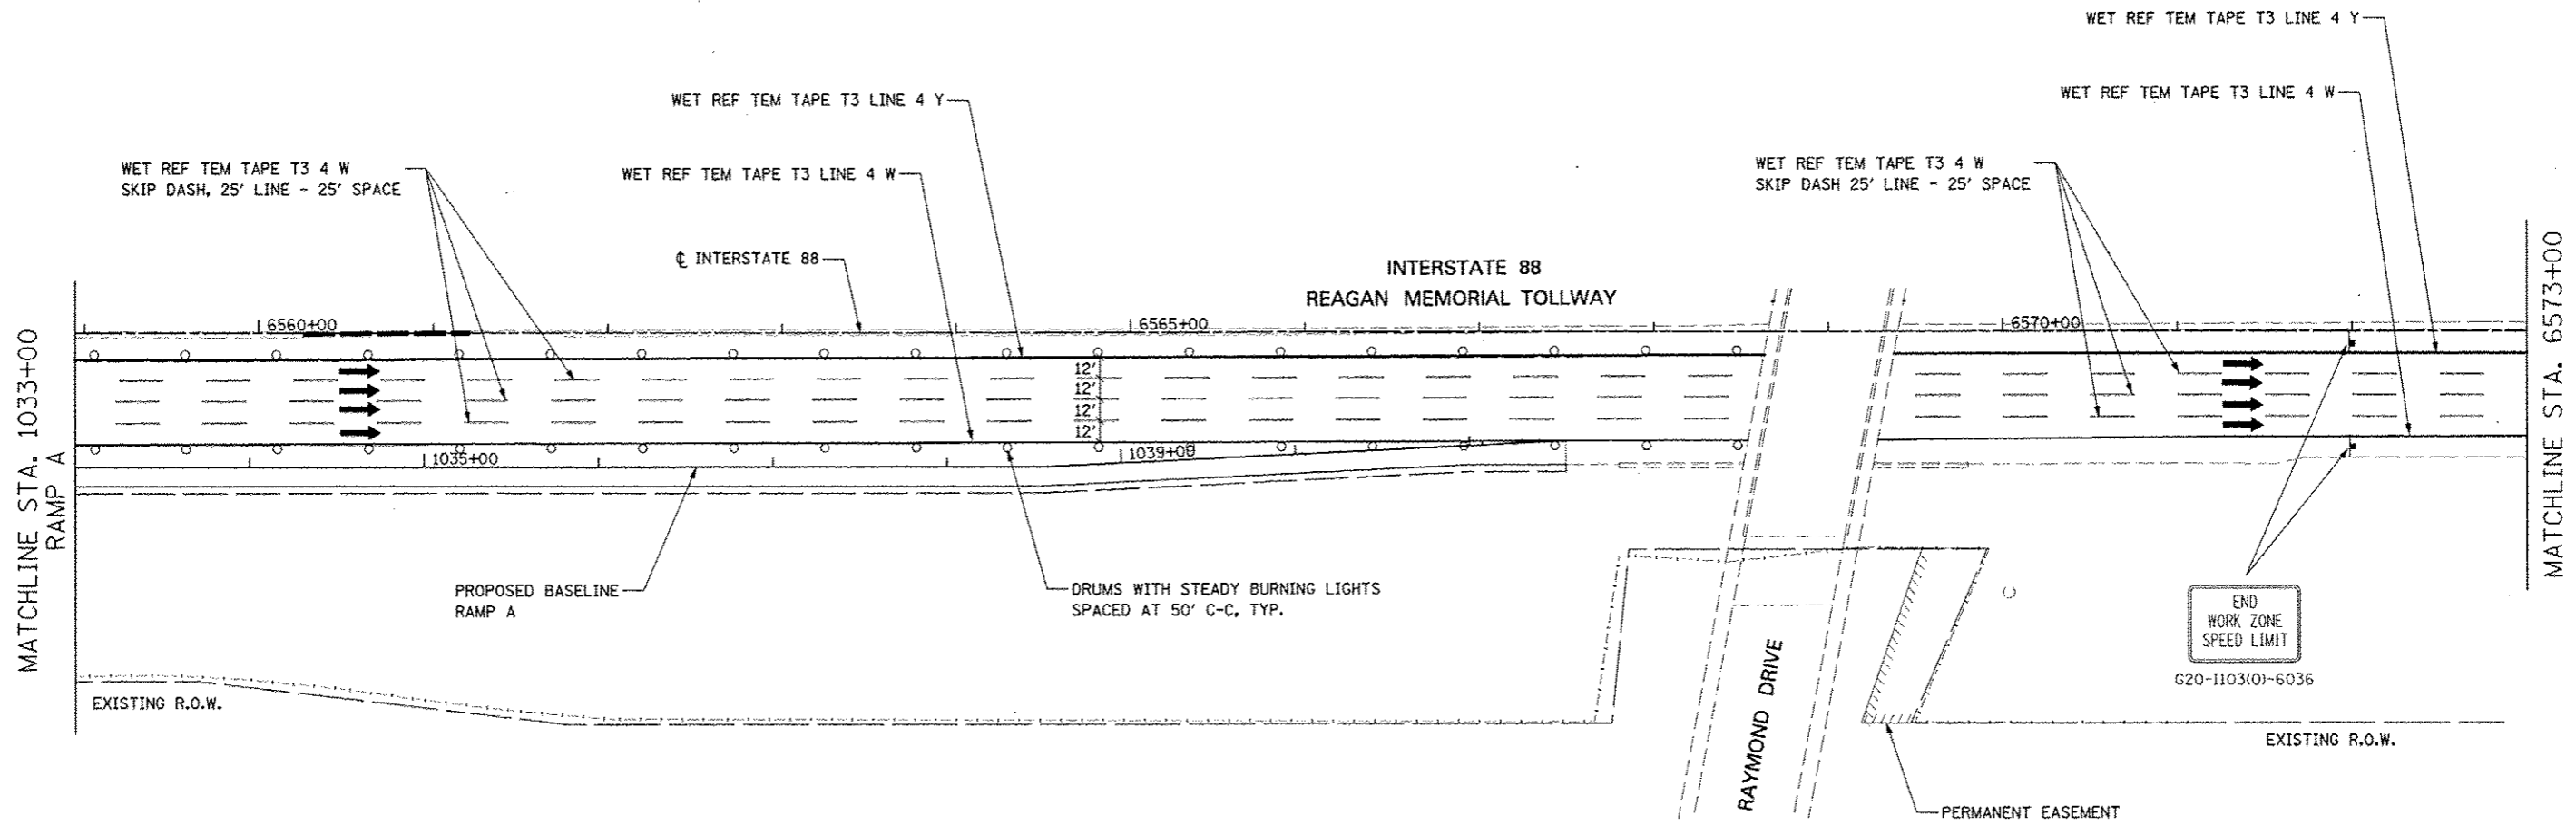 WET REF TEM TAPE T3 LINE 4 Y
WET REF TEM TAPE T3 LINE 4 Y
WET REF TEM TAPE T3 LINE 4 W
WET REF TEM TAPE T3 4 W
SKIP DASH, 25' LINE - 25' SPACE
WET REF TEM TAPE T3 LINE 4 W
WET REF TEM TAPE T3 4 W
SKIP DASH 25' LINE - 25' SPACE
℄ INTERSTATE 88
INTERSTATE 88
REAGAN MEMORIAL TOLLWAY
MATCHLINE STA. 1033+00
RAMP A
6560+00
6565+00
6570+00
MATCHLINE STA. 6573+00
12'
12'
12'
12'
1035+00
1039+00
PROPOSED BASELINE
RAMP A
DRUMS WITH STEADY BURNING LIGHTS
SPACED AT 50' C-C, TYP.
END
WORK ZONE
SPEED LIMIT
G20-I103(O)-6036
EXISTING R.O.W.
RAYMOND DRIVE
EXISTING R.O.W.
PERMANENT EASEMENT